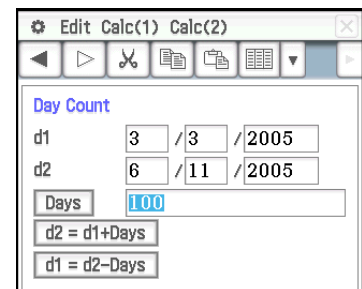 Edit Calc(1) Calc(2)
Day Count
d1 3 / 3 / 2005
d2 6 / 11 / 2005
Days 100
d2 = d1+Days
d1 = d2-Days